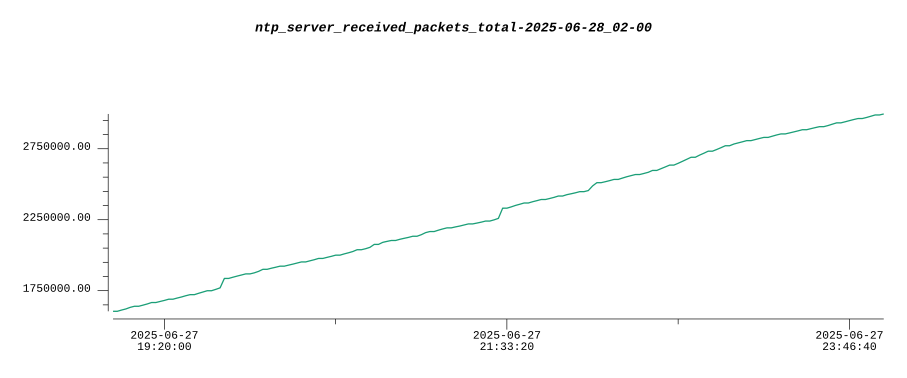 ntp_server_received_packets_total-2025-06-28_02-00
2750000.00
2250000.00
1750000.00
2025-06-27 2025-06-27 2025-06-27
19:20:00 21:33:20 23:46:40